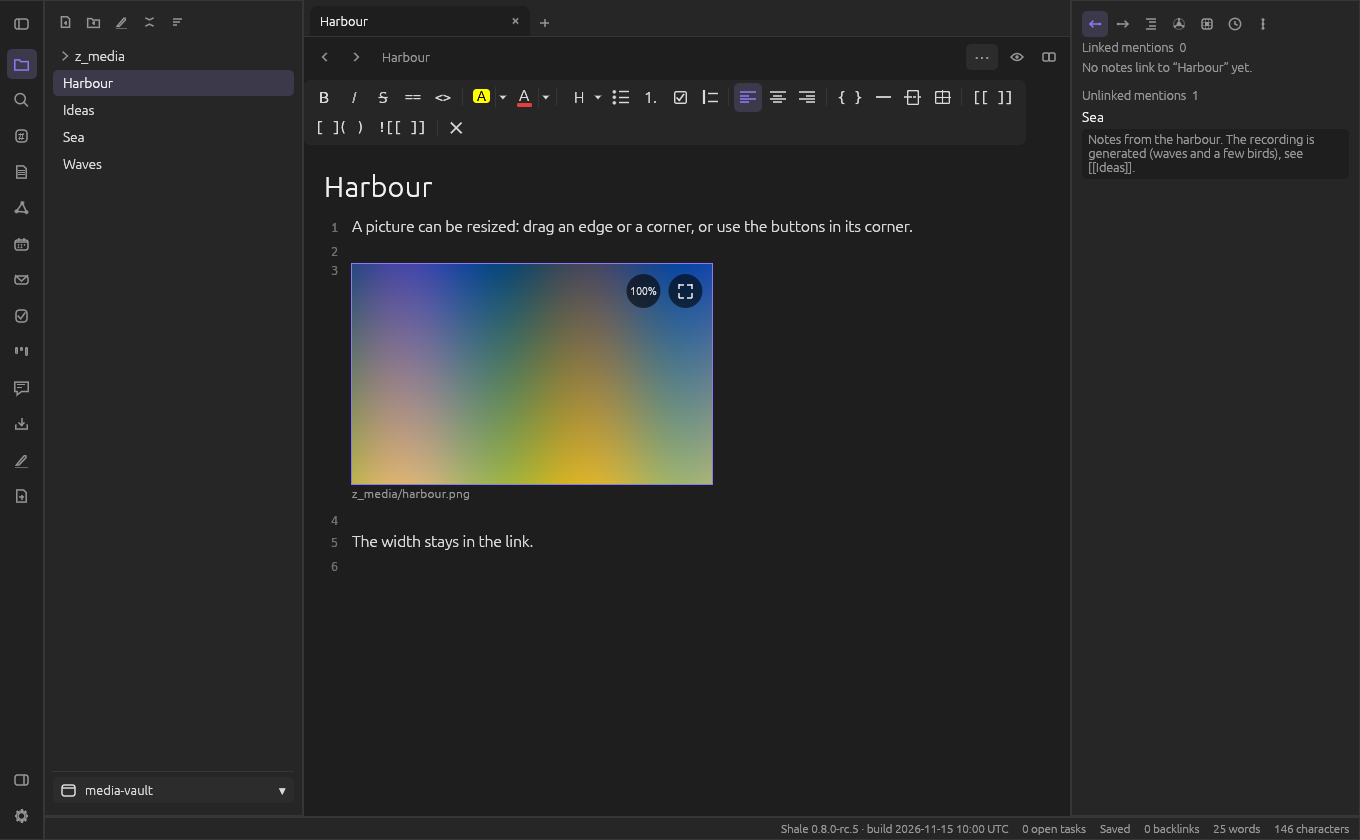 z_media
Harbour
Ideas
Sea
Waves
media-vault
Harbour
Harbour
B I S == <> A A H 1. { } [[ ]]
[ ]( ) ![[ ]]
Harbour
1 A picture can be resized: drag an edge or a corner, or use the buttons in its corner.
2
3
100%
z_media/harbour.png
4
5 The width stays in the link.
6
Linked mentions 0
No notes link to “Harbour” yet.
Unlinked mentions 1
Sea
Notes from the harbour. The recording is
generated (waves and a few birds), see
[[Ideas]].
Shale 0.8.0-rc.5 · build 2026-11-15 10:00 UTC 0 open tasks Saved 0 backlinks 25 words 146 characters